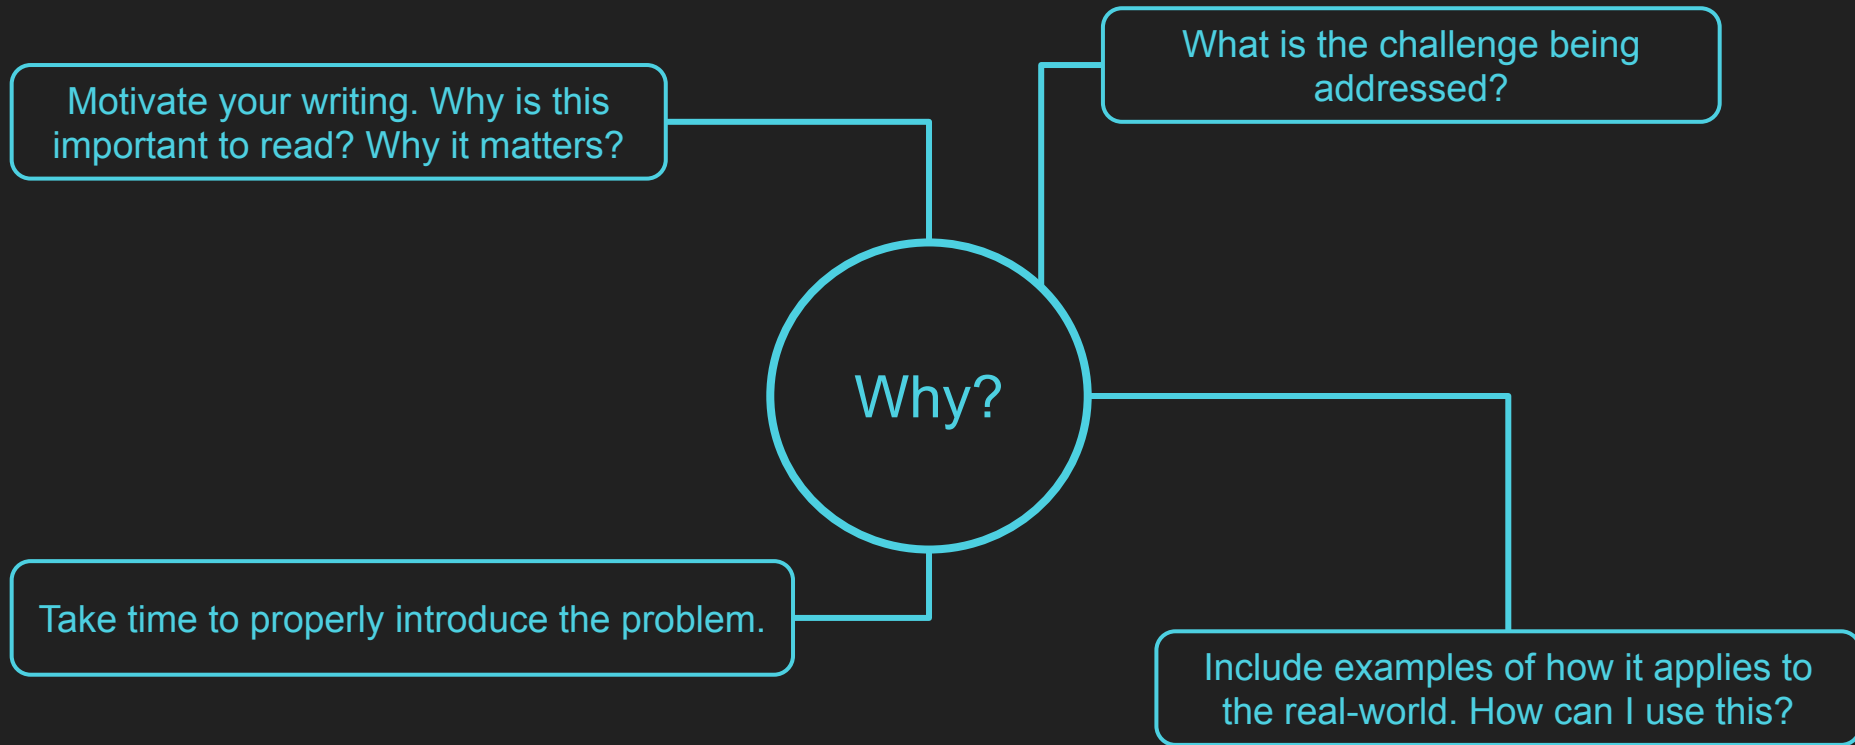 Motivate your writing. Why is this
important to read? Why it matters?
What is the challenge being
addressed?
Why?
Take time to properly introduce the problem.
Include examples of how it applies to
the real-world. How can I use this?